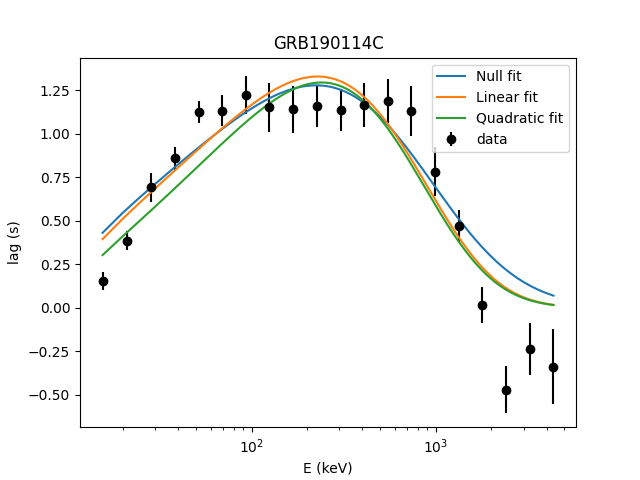 GRB190114C
Null fit
Linear fit
Quadratic fit
data
lag (s)
1.25
1.00
0.75
0.50
0.25
0.00
−0.25
−0.50
10²
10³
E (keV)